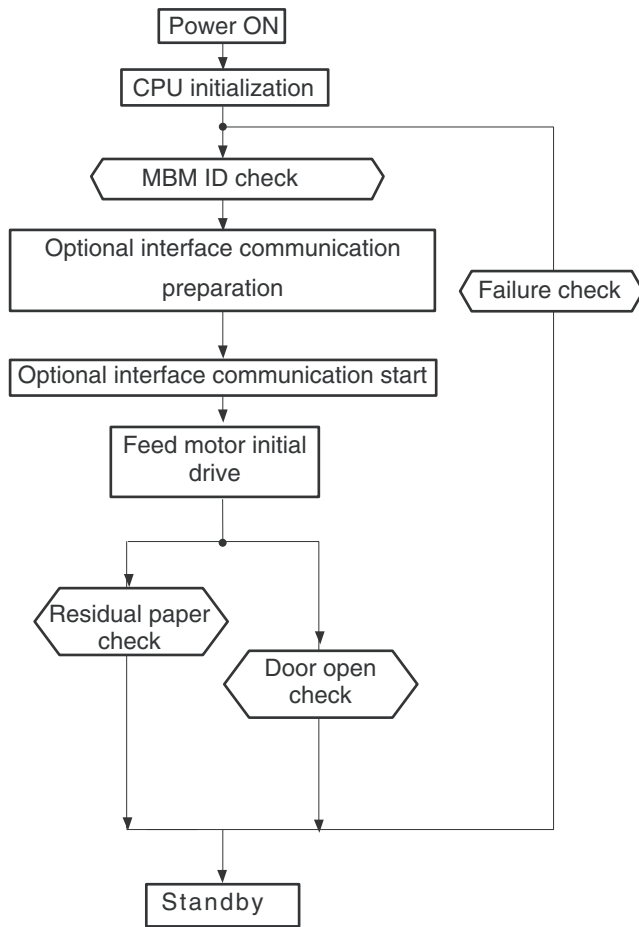 Power ON
CPU initialization
MBM ID check
Optional interface communication
preparation
Failure check
Optional interface communication start
Feed motor initial
drive
Residual paper
check
Door open
check
Standby